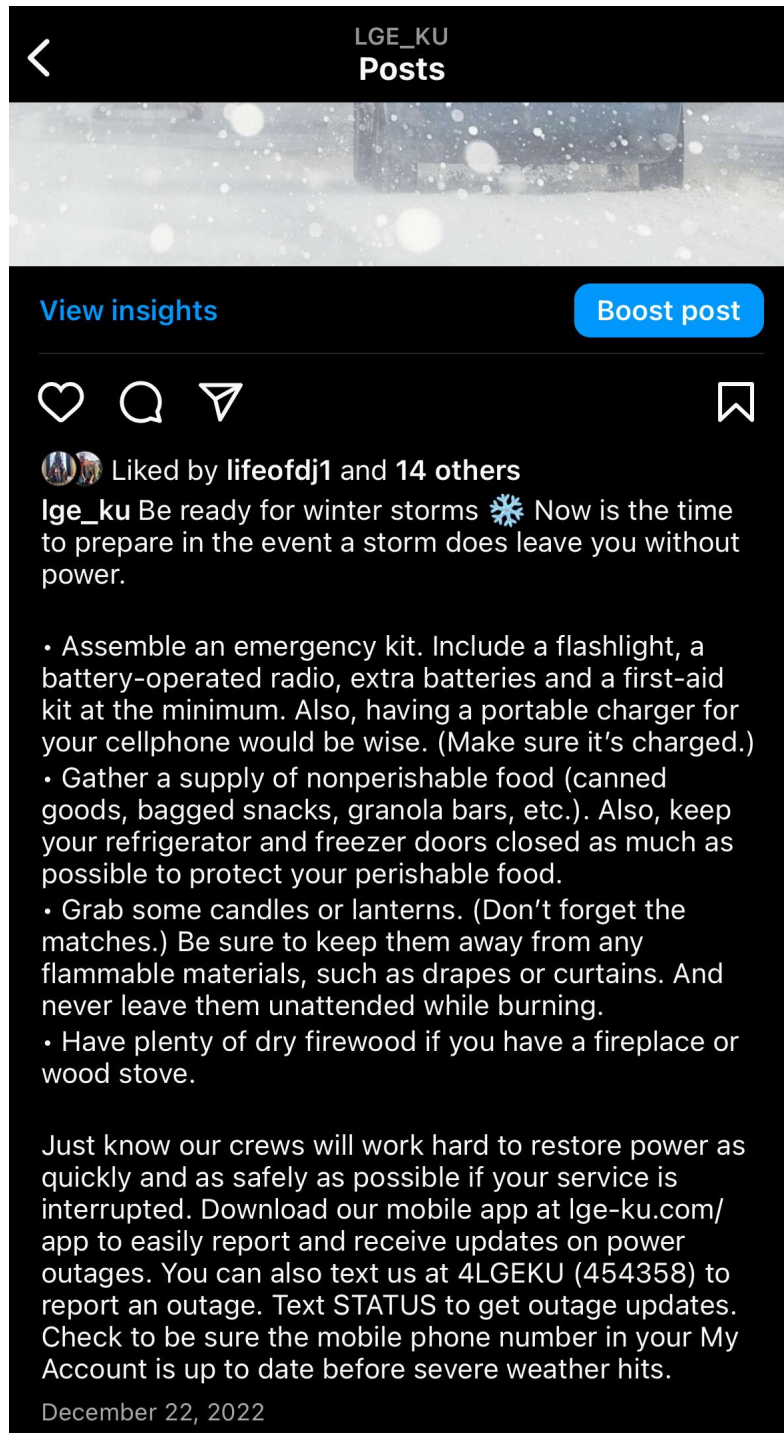 LGE_KU
Posts
View insights
Boost post
Liked by lifeofdj1 and 14 others
lge_ku Be ready for winter storms ❄️ Now is the time
to prepare in the event a storm does leave you without
power.
• Assemble an emergency kit. Include a flashlight, a
battery-operated radio, extra batteries and a first-aid
kit at the minimum. Also, having a portable charger for
your cellphone would be wise. (Make sure it’s charged.)
• Gather a supply of nonperishable food (canned
goods, bagged snacks, granola bars, etc.). Also, keep
your refrigerator and freezer doors closed as much as
possible to protect your perishable food.
• Grab some candles or lanterns. (Don’t forget the
matches.) Be sure to keep them away from any
flammable materials, such as drapes or curtains. And
never leave them unattended while burning.
• Have plenty of dry firewood if you have a fireplace or
wood stove.
Just know our crews will work hard to restore power as
quickly and as safely as possible if your service is
interrupted. Download our mobile app at lge-ku.com/
app to easily report and receive updates on power
outages. You can also text us at 4LGEKU (454358) to
report an outage. Text STATUS to get outage updates.
Check to be sure the mobile phone number in your My
Account is up to date before severe weather hits.
December 22, 2022